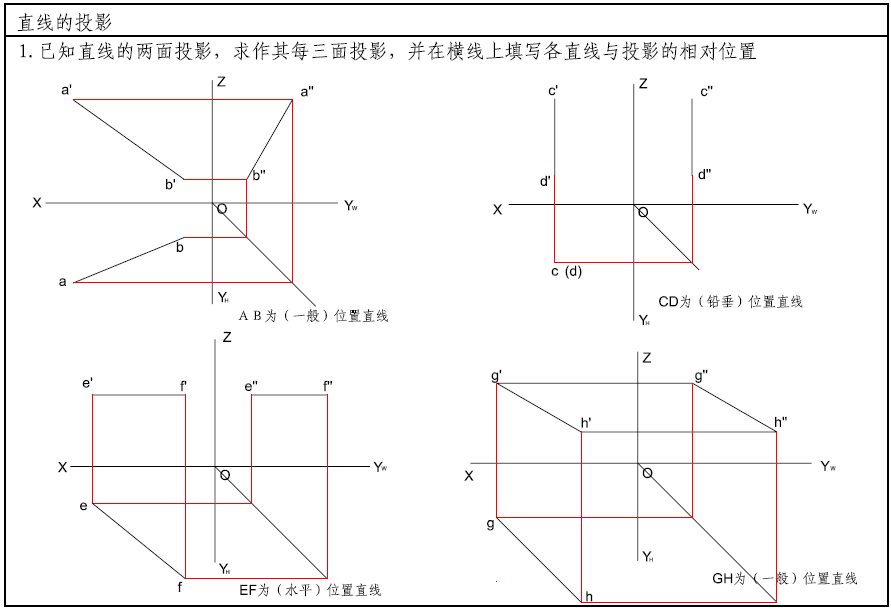 直线的投影
1. 已知直线的两面投影，求作其每三面投影，并在横线上填写各直线与投影的相对位置
a' Z a"
b' b"
X O YW
b
a
YH
ＡＢ为（一般）位置直线
c' Z c"
d' d"
X O YW
c (d)
CD为（铅垂）位置直线
YH
Z
e' f' e" f"
X O YW
e
YH
f
EF为（水平）位置直线
Z
g' g"
h' h"
X O YW
g
YH
GH为（一般）位置直线
h